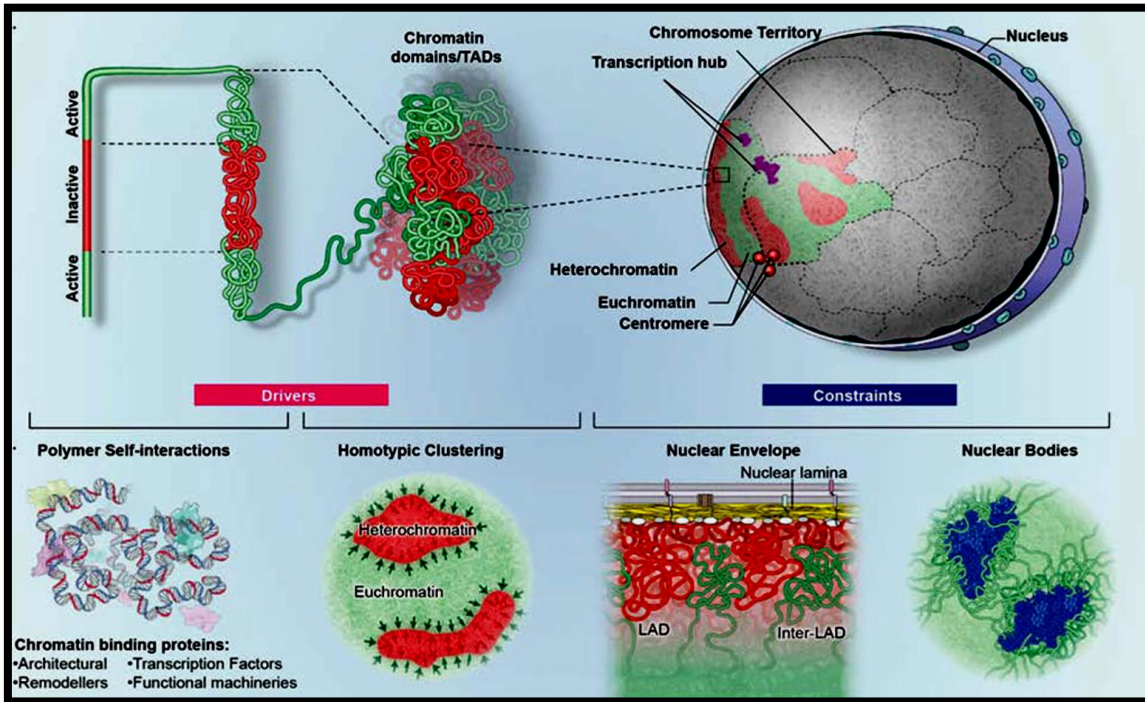 Chromatin
domains/TADs
Chromosome Territory
Transcription hub
Nucleus
Active
Inactive
Active
Heterochromatin
Euchromatin
Centromere
Drivers
Constraints
Polymer Self-interactions
Homotypic Clustering
Nuclear Envelope
Nuclear Bodies
Nuclear lamina
Heterochromatin
Euchromatin
LAD
Inter-LAD
Chromatin binding proteins:
•Architectural •Transcription Factors
•Remodellers •Functional machineries